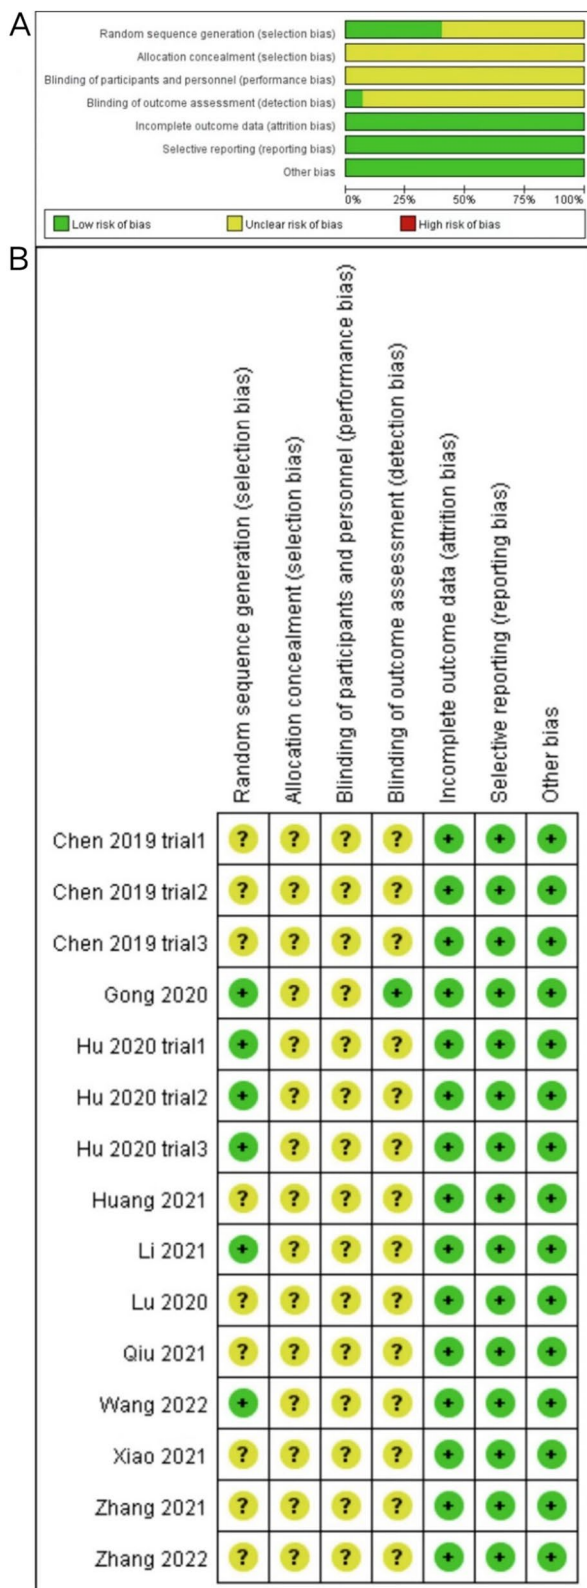 A
Random sequence generation (selection bias)
Allocation concealment (selection bias)
Blinding of participants and personnel (performance bias)
Blinding of outcome assessment (detection bias)
Incomplete outcome data (attrition bias)
Selective reporting (reporting bias)
Other bias
0% 25% 50% 75% 100%
Low risk of bias Unclear risk of bias High risk of bias
B
Random sequence generation (selection bias)
Allocation concealment (selection bias)
Blinding of participants and personnel (performance bias)
Blinding of outcome assessment (detection bias)
Incomplete outcome data (attrition bias)
Selective reporting (reporting bias)
Other bias
Chen 2019 trial1 ? ? ? ? + + +
Chen 2019 trial2 ? ? ? ? + + +
Chen 2019 trial3 ? ? ? ? + + +
Gong 2020 + ? ? + + + +
Hu 2020 trial1 + ? ? ? + + +
Hu 2020 trial2 + ? ? ? + + +
Hu 2020 trial3 + ? ? ? + + +
Huang 2021 ? ? ? ? + + +
Li 2021 + ? ? ? + + +
Lu 2020 ? ? ? ? + + +
Qiu 2021 ? ? ? ? + + +
Wang 2022 + ? ? ? + + +
Xiao 2021 ? ? ? ? + + +
Zhang 2021 ? ? ? ? + + +
Zhang 2022 ? ? ? ? + + +